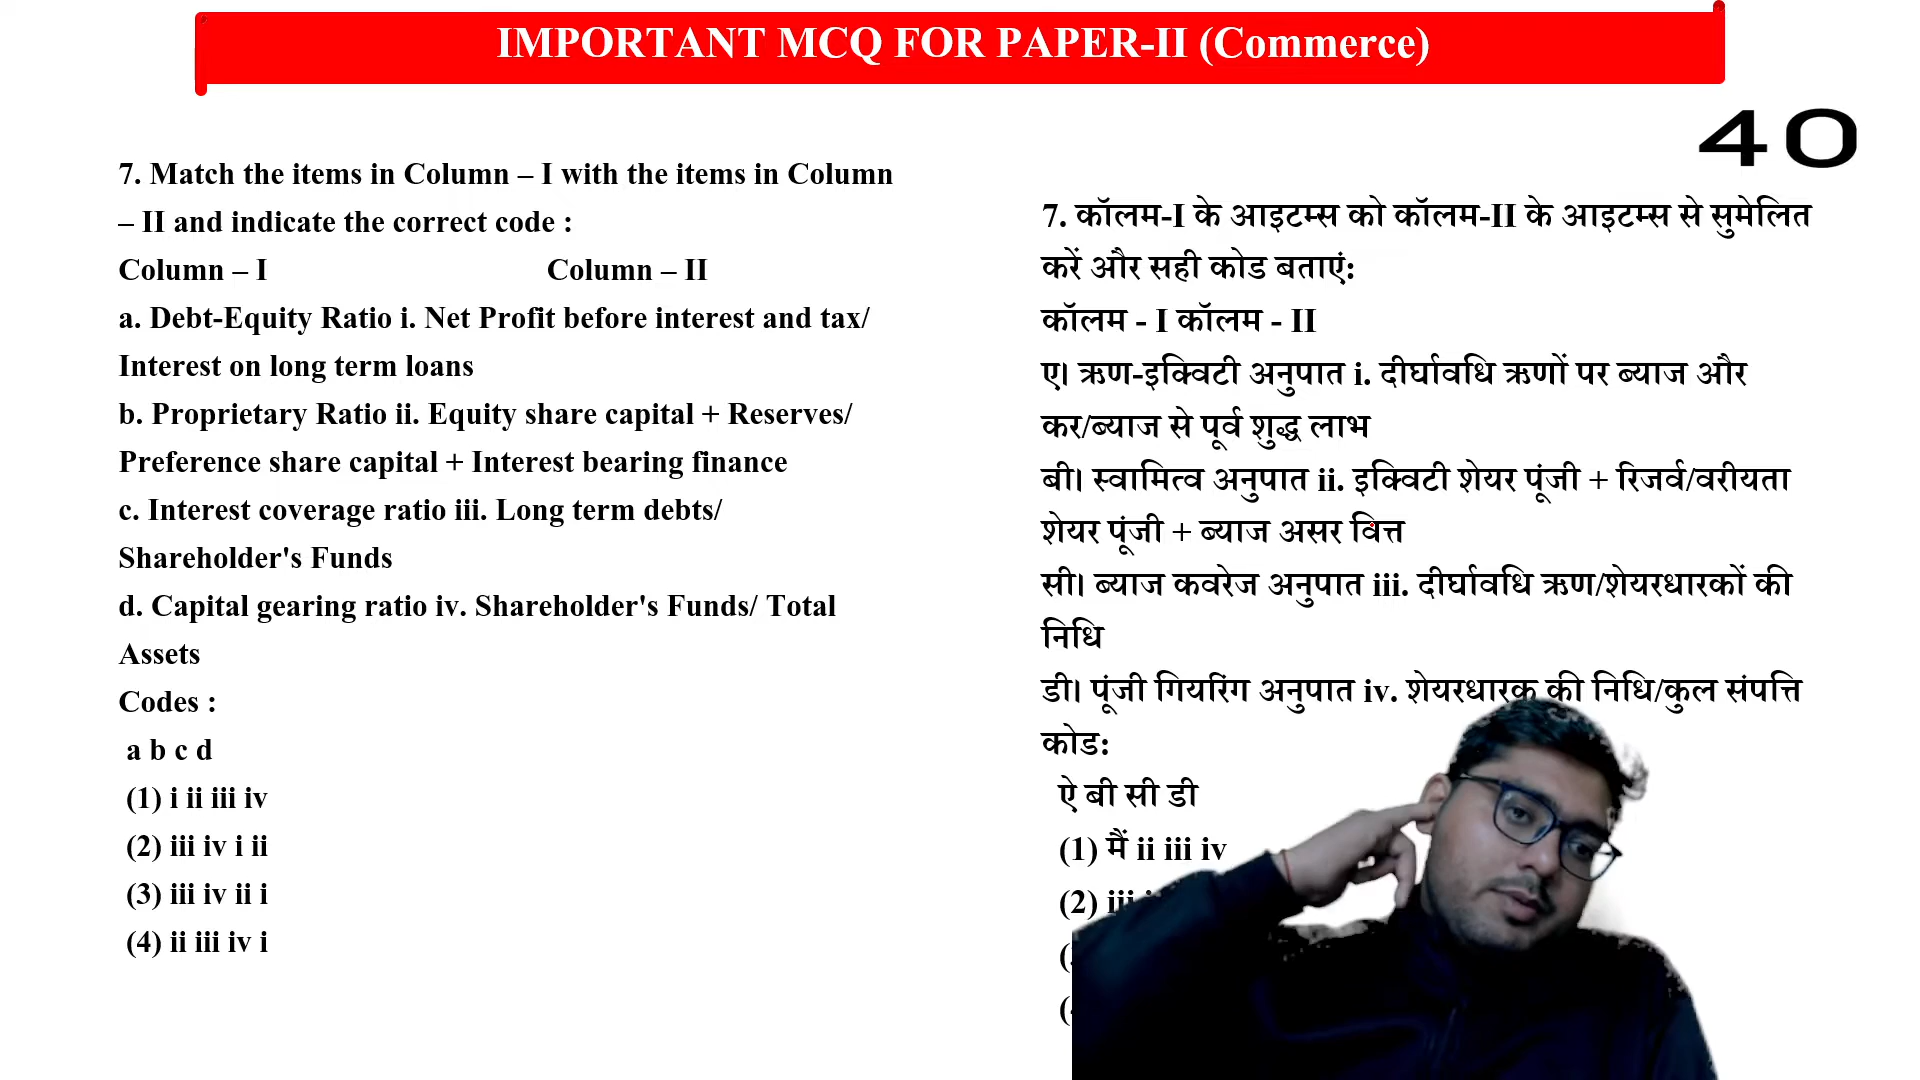 IMPORTANT MCQ FOR PAPER-II (Commerce)
40
7. Match the items in Column – I with the items in Column
– II and indicate the correct code :
Column – I Column – II
a. Debt-Equity Ratio i. Net Profit before interest and tax/
Interest on long term loans
b. Proprietary Ratio ii. Equity share capital + Reserves/
Preference share capital + Interest bearing finance
c. Interest coverage ratio iii. Long term debts/
Shareholder's Funds
d. Capital gearing ratio iv. Shareholder's Funds/ Total
Assets
Codes :
a b c d
(1) i ii iii iv
(2) iii iv i ii
(3) iii iv ii i
(4) ii iii iv i
7. कॉलम-I के आइटम्स को कॉलम-II के आइटम्स से सुमेलित
करें और सही कोड बताएं:
कॉलम - I कॉलम - II
ए। ऋण-इक्विटी अनुपात i. दीर्घावधि ऋणों पर ब्याज और
कर/ब्याज से पूर्व शुद्ध लाभ
बी। स्वामित्व अनुपात ii. इक्विटी शेयर पूंजी + रिजर्व/वरीयता
शेयर पूंजी + ब्याज असर वित्त
सी। ब्याज कवरेज अनुपात iii. दीर्घावधि ऋण/शेयरधारकों की
निधि
डी। पूंजी गियरिंग अनुपात iv. शेयरधारक की निधि/कुल संपत्ति
कोड:
ऐ बी सी डी
(1) मैं ii iii iv
(2) iii